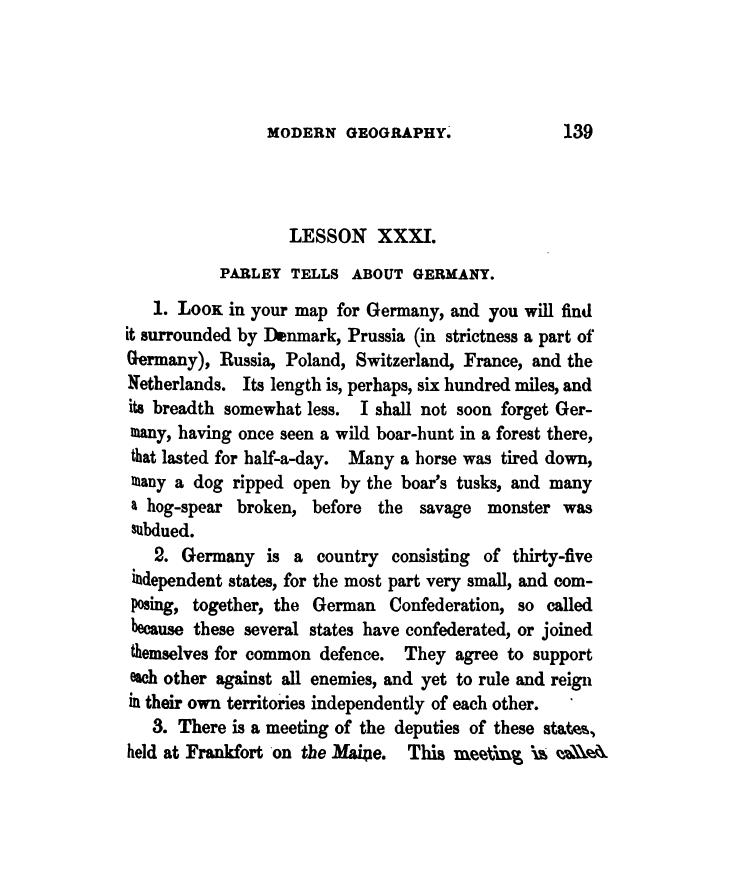 MODERN GEOGRAPHY. 139
LESSON XXXI.
PARLEY TELLS ABOUT GERMANY.
1. LOOK in your map for Germany, and you will find
it surrounded by Denmark, Prussia (in strictness a part of
Germany), Russia, Poland, Switzerland, France, and the
Netherlands. Its length is, perhaps, six hundred miles, and
its breadth somewhat less. I shall not soon forget Ger-
many, having once seen a wild boar-hunt in a forest there,
that lasted for half-a-day. Many a horse was tired down,
many a dog ripped open by the boar's tusks, and many
a hog-spear broken, before the savage monster was
subdued.
2. Germany is a country consisting of thirty-five
independent states, for the most part very small, and com-
posing, together, the German Confederation, so called
because these several states have confederated, or joined
themselves for common defence. They agree to support
each other against all enemies, and yet to rule and reign
in their own territories independently of each other.
3. There is a meeting of the deputies of these states,
held at Frankfort on the Maine. This meeting is called